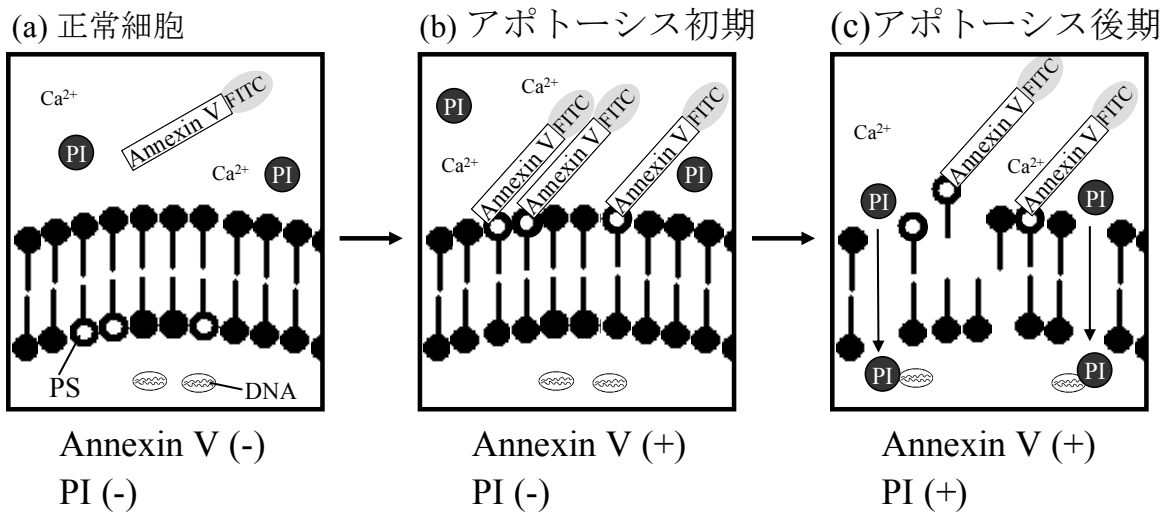 (a) 正常細胞
Ca²⁺
FITC
Annexin V
PI
Ca²⁺
PI
PS
DNA
Annexin V (-)
PI (-)
(b) アポトーシス初期
Ca²⁺
PI
FITC
FITC
FITC
Ca²⁺
Annexin V
Annexin V
Annexin V
PI
Annexin V (+)
PI (-)
(c)アポトーシス後期
FITC
Ca²⁺
Annexin V
FITC
Ca²⁺
Annexin V
PI
PI
PI
PI
Annexin V (+)
PI (+)